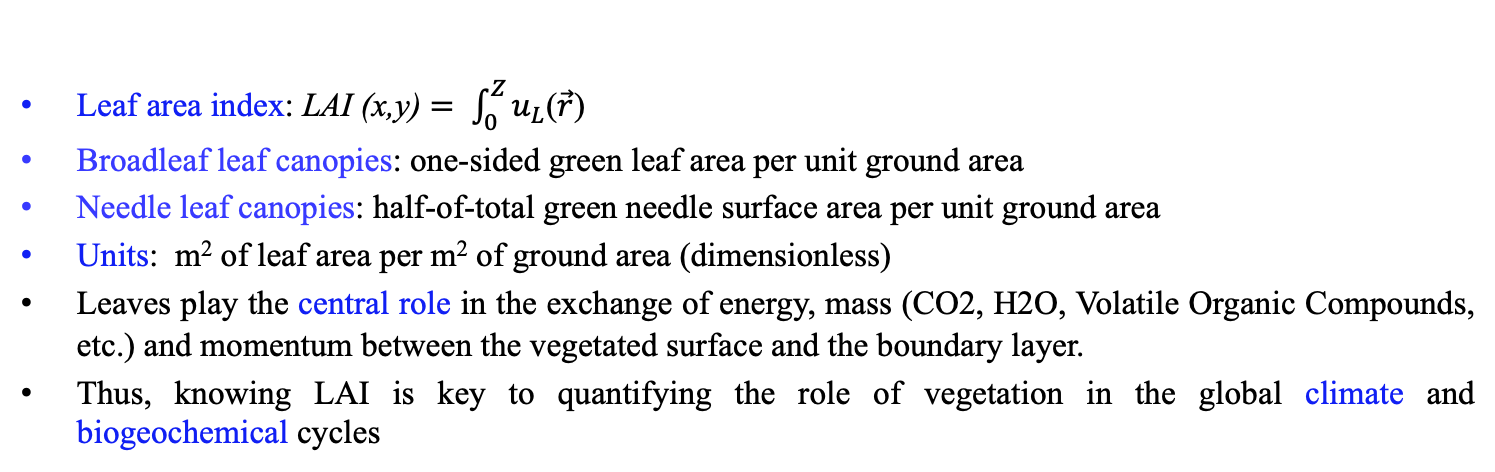 • Leaf area index: LAI (x,y) = ∫₀ᶻ u_L(r⃗)
• Broadleaf leaf canopies: one-sided green leaf area per unit ground area
• Needle leaf canopies: half-of-total green needle surface area per unit ground area
• Units: m² of leaf area per m² of ground area (dimensionless)
• Leaves play the central role in the exchange of energy, mass (CO2, H2O, Volatile Organic Compounds,
etc.) and momentum between the vegetated surface and the boundary layer.
• Thus, knowing LAI is key to quantifying the role of vegetation in the global climate and
biogeochemical cycles